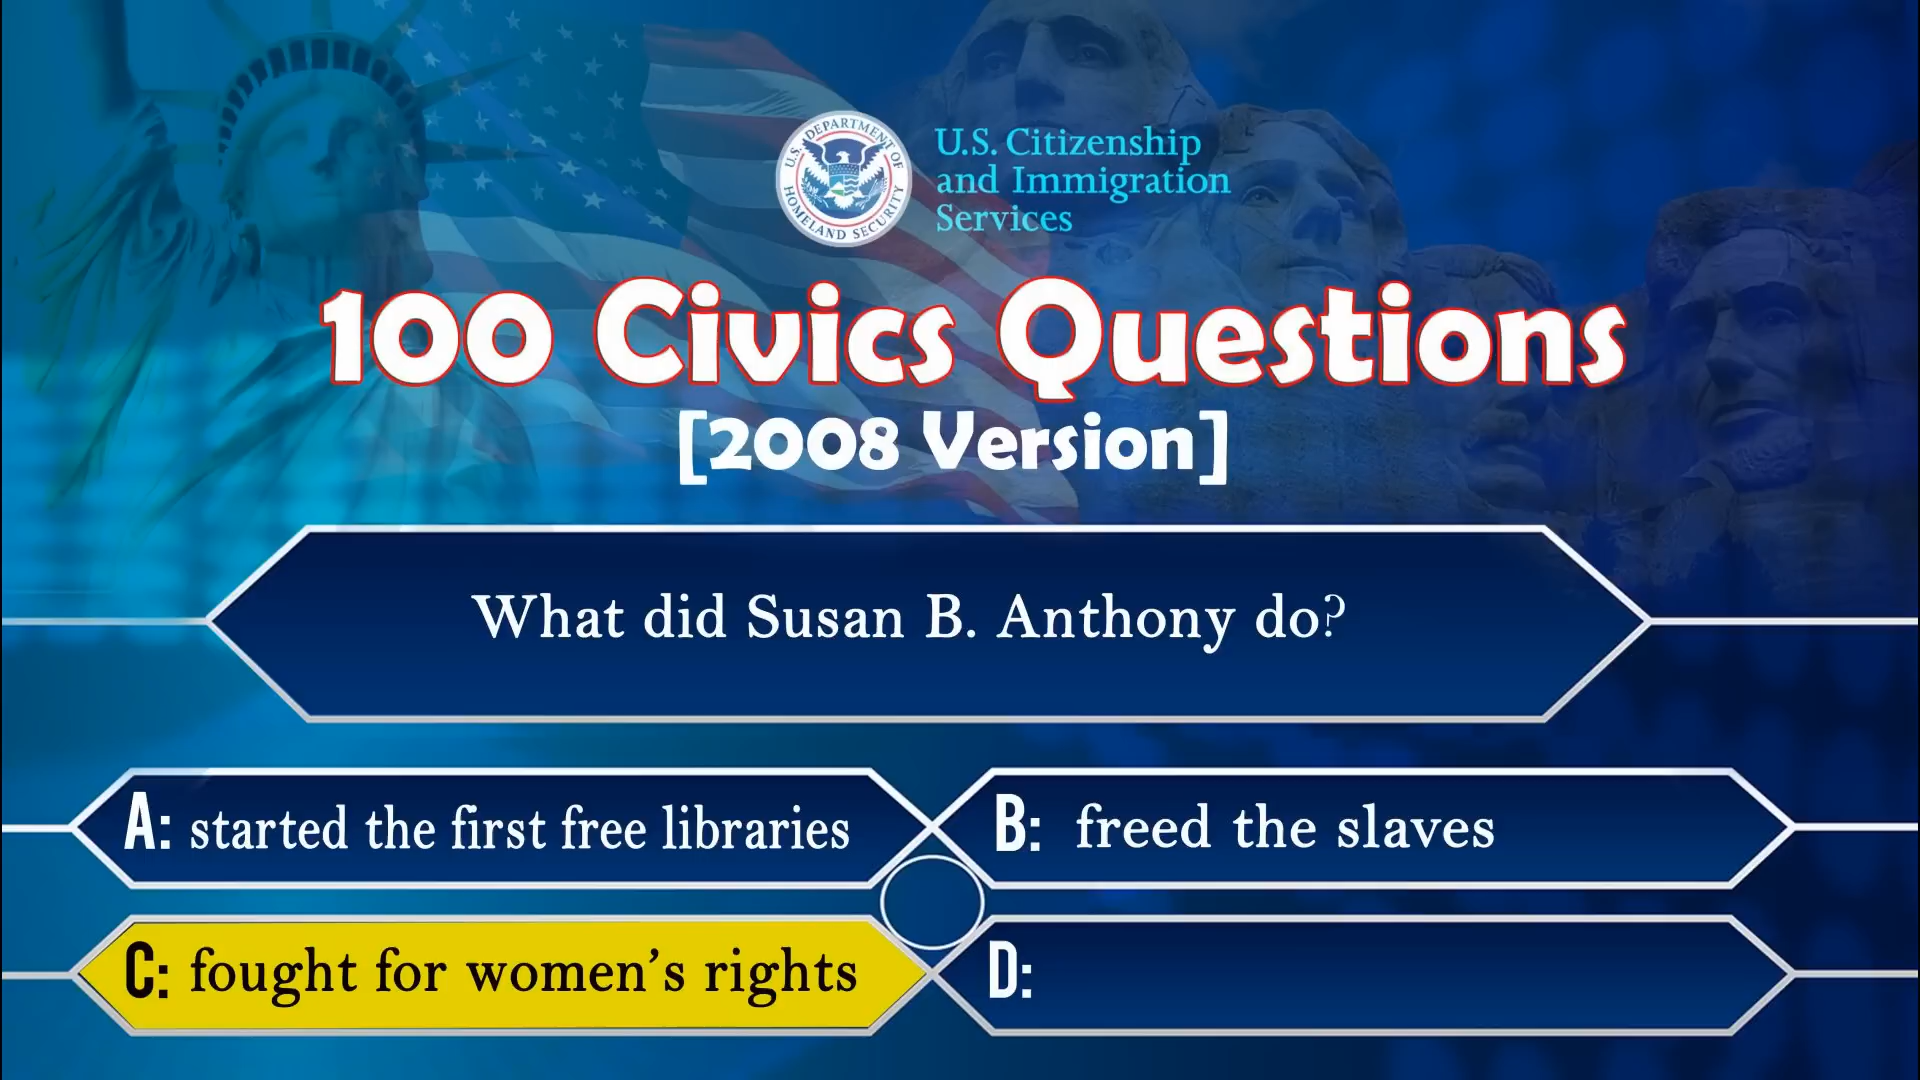 U.S. DEPARTMENT OF
HOMELAND SECURITY
U.S. Citizenship
and Immigration
Services
100 Civics Questions
[2008 Version]
What did Susan B. Anthony do?
A: started the first free libraries
B: freed the slaves
C: fought for women’s rights
D: